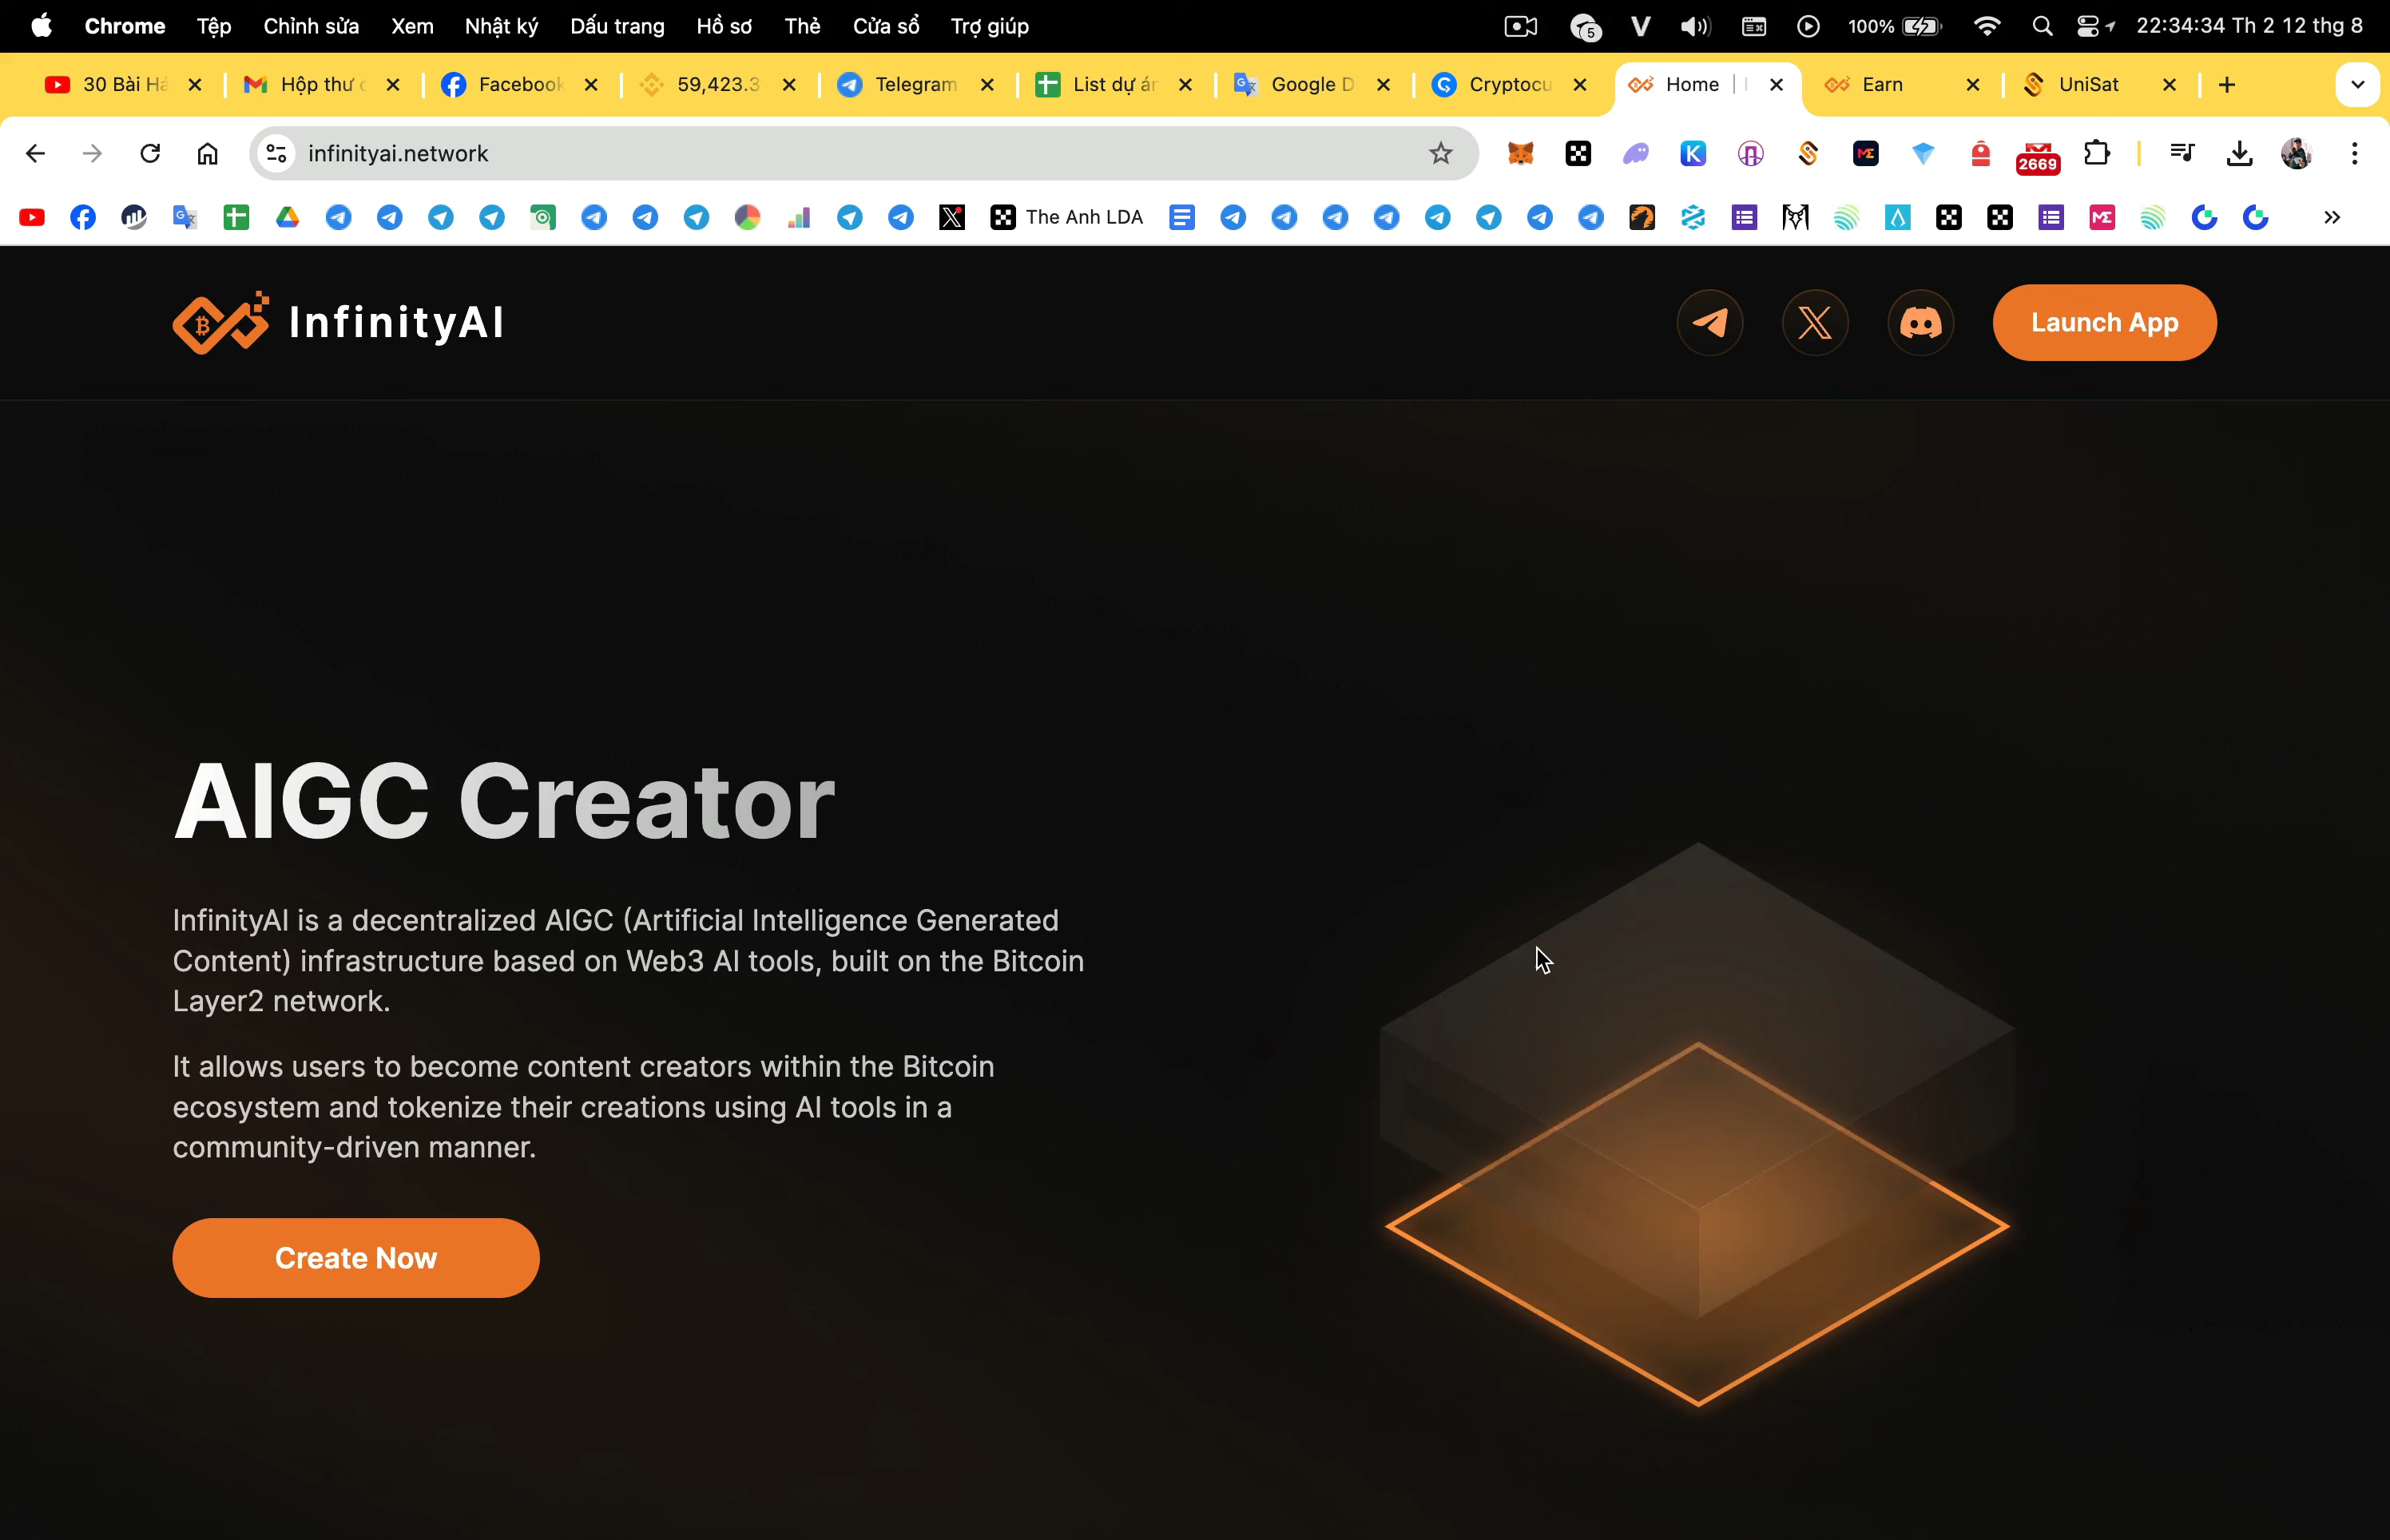 Chrome Tệp Chỉnh sửa Xem Nhật ký Dấu trang Hồ sơ Thẻ Cửa sổ Trợ giúp 5 V 100% 22:34:34 Th 2 12 thg 8
30 Bài Há Hộp thư Facebook 59,423.3 Telegram List dự án Google D Cryptocu Home Earn UniSat
infinityai.network 2669
The Anh LDA
InfinityAI Launch App
AIGC Creator
InfinityAI is a decentralized AIGC (Artificial Intelligence Generated
Content) infrastructure based on Web3 AI tools, built on the Bitcoin
Layer2 network.
It allows users to become content creators within the Bitcoin
ecosystem and tokenize their creations using AI tools in a
community-driven manner.
Create Now